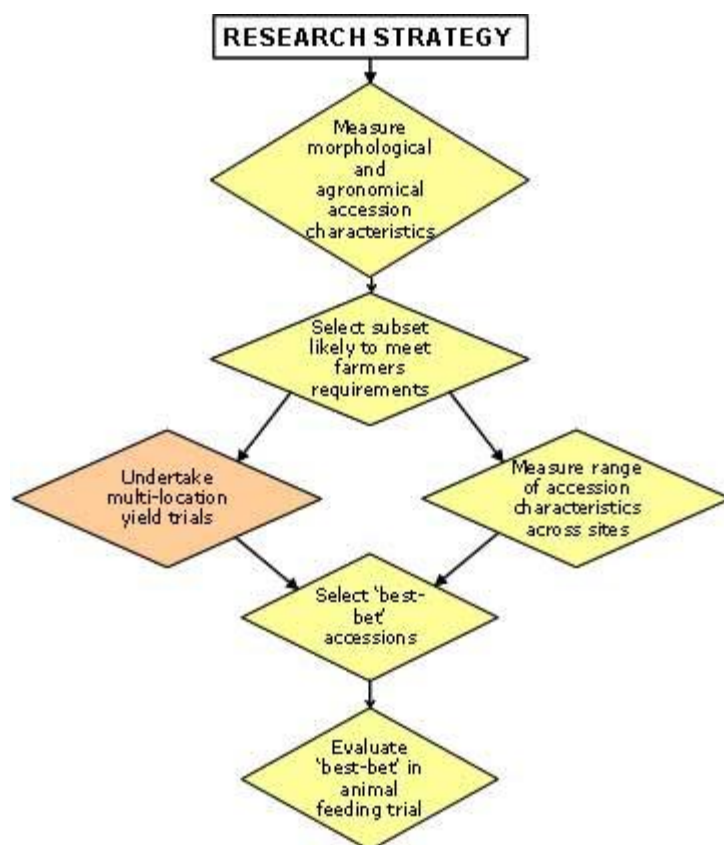 RESEARCH STRATEGY
Measure
morphological
and
agronomical
accession
characteristics
Select subset
likely to meet
farmers
requirements
Undertake
multi-location
yield trials
Measure range
of accession
characteristics
across sites
Select ‘best-
bet’
accessions
Evaluate
‘best-bet’ in
animal
feeding trial